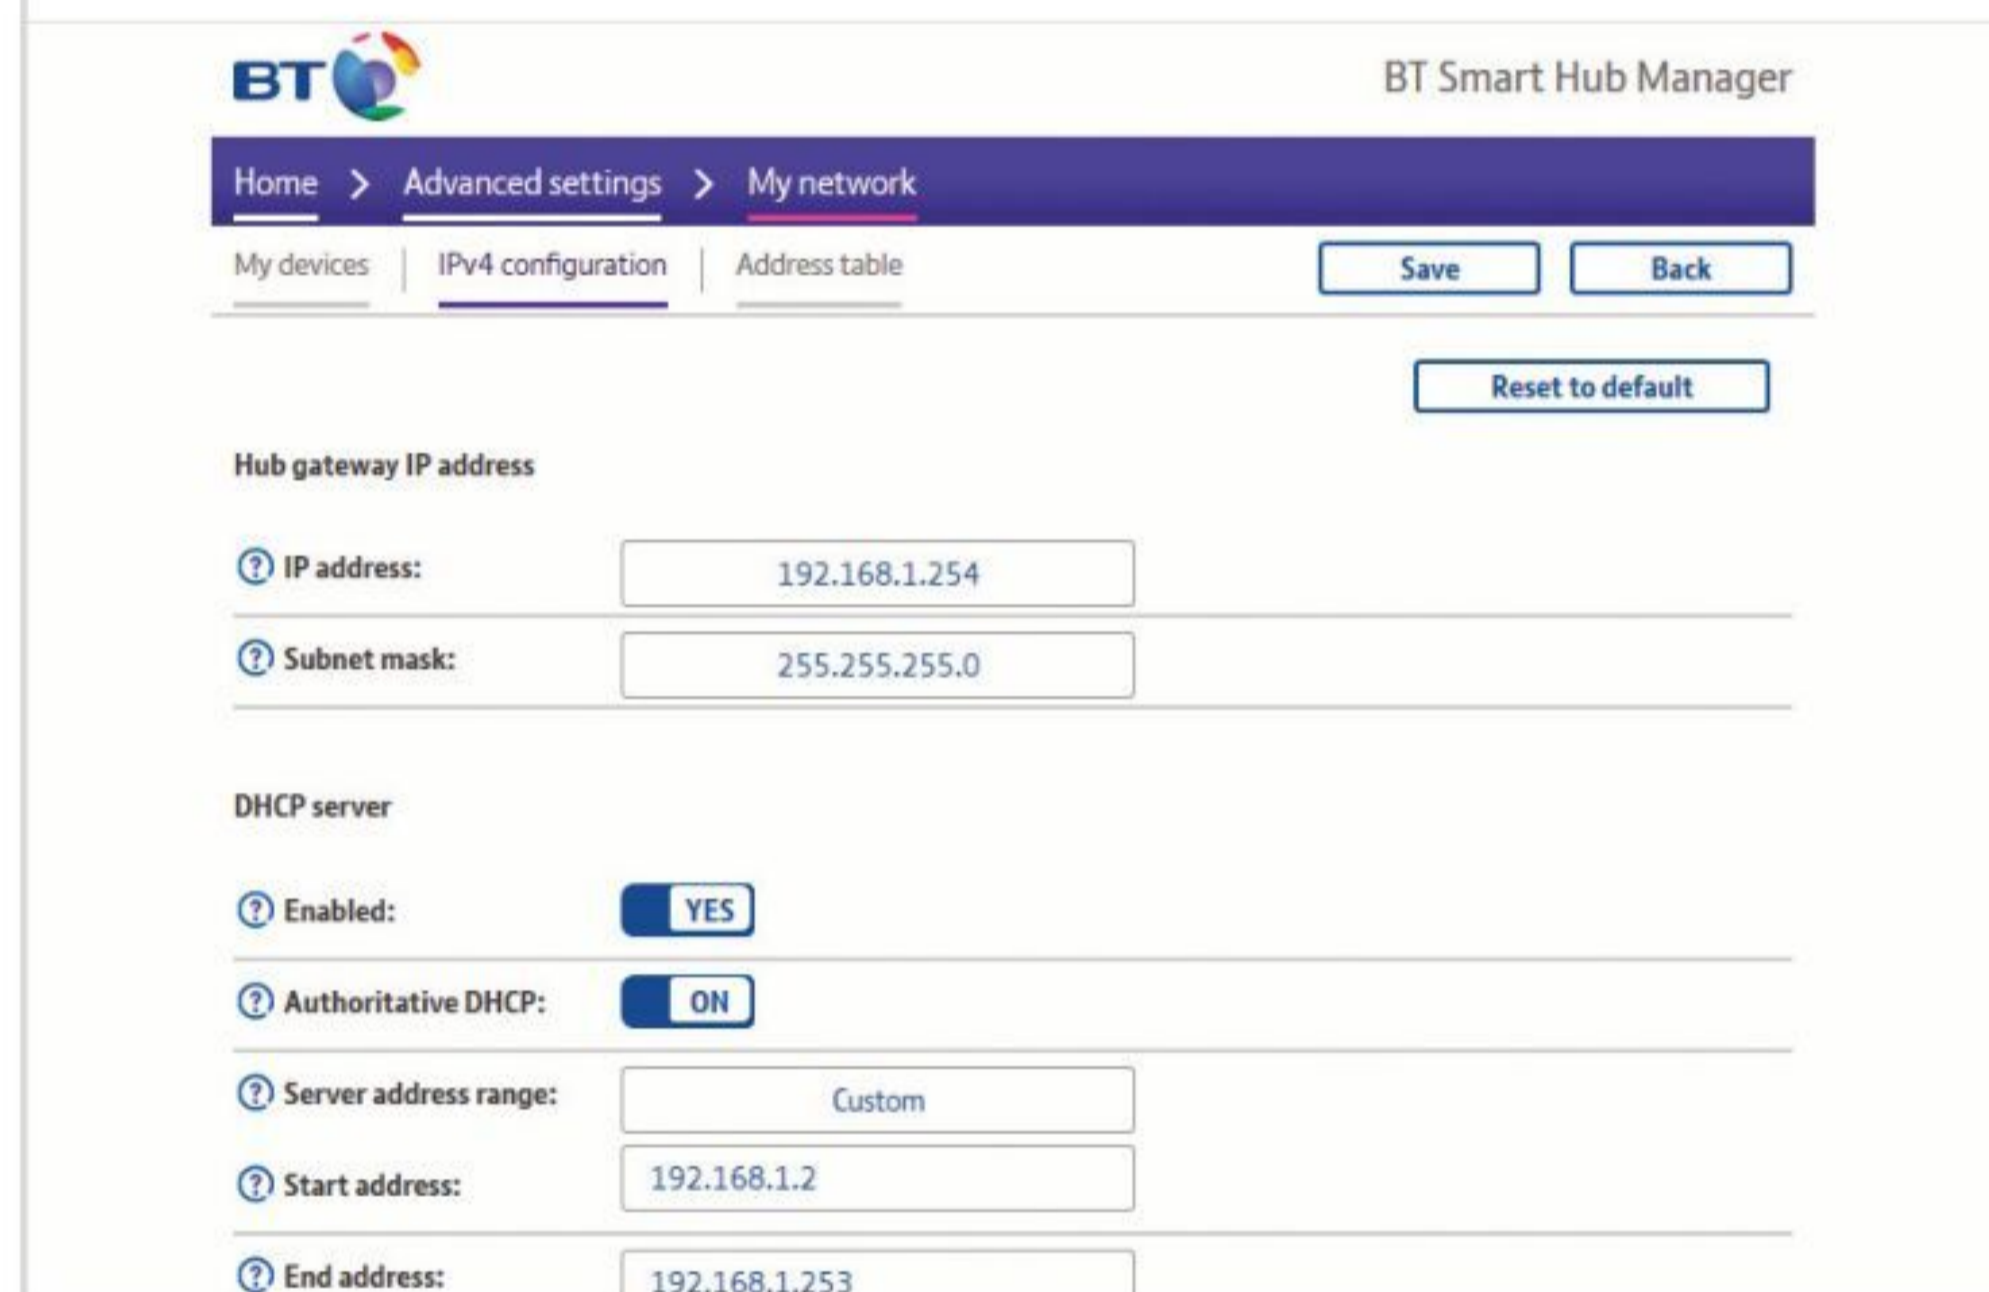 BT
BT Smart Hub Manager
Home > Advanced settings > My network
My devices | IPv4 configuration | Address table
Save
Back
Reset to default
Hub gateway IP address
? IP address: 192.168.1.254
? Subnet mask: 255.255.255.0
DHCP server
? Enabled: YES
? Authoritative DHCP: ON
? Server address range: Custom
? Start address: 192.168.1.2
? End address: 192.168.1.253